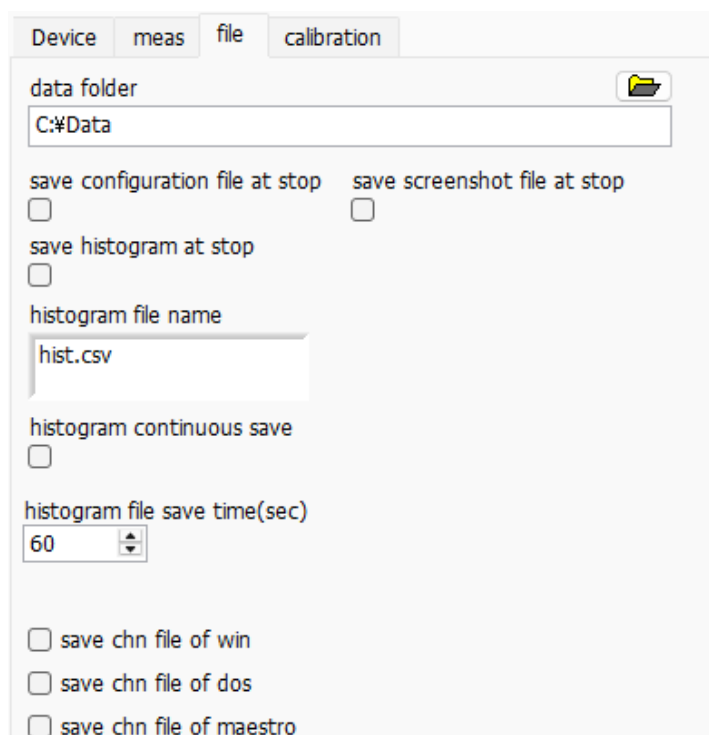 Device meas file calibration
data folder
C:¥Data
save configuration file at stop save screenshot file at stop
save histogram at stop
histogram file name
hist.csv
histogram continuous save
histogram file save time(sec)
60
save chn file of win
save chn file of dos
save chn file of maestro